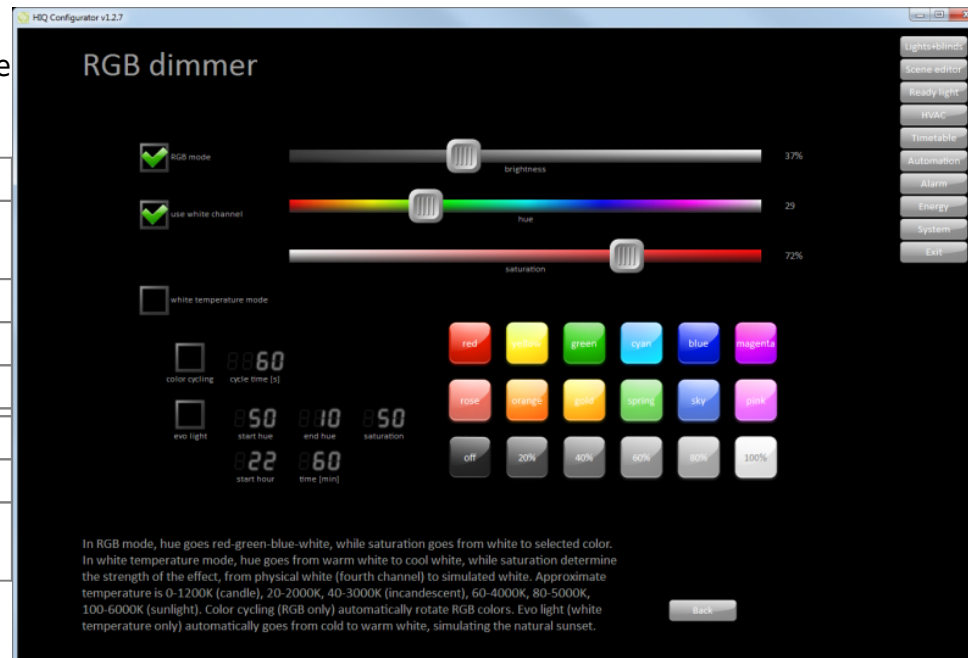 HIQ Configurator v1.2.7
e
RGB dimmer
Lights+blinds
Scene editor
Ready light
HVAC
Timetable
Automation
Alarm
Energy
System
Exit
RGB mode
brightness
37%
use white channel
hue
29
saturation
72%
white temperature mode
color cycling
60
cycle time [s]
evo light
50
start hue
10
end hue
50
saturation
22
start hour
60
time [min]
red
yellow
green
cyan
blue
magenta
rose
orange
gold
spring
sky
pink
off
20%
40%
60%
80%
100%
In RGB mode, hue goes red-green-blue-white, while saturation goes from white to selected color.
In white temperature mode, hue goes from warm white to cool white, while saturation determine
the strength of the effect, from physical white (fourth channel) to simulated white. Approximate
temperature is 0-1200K (candle), 20-2000K, 40-3000K (incandescent), 60-4000K, 80-5000K,
100-6000K (sunlight). Color cycling (RGB only) automatically rotate RGB colors. Evo light (white
temperature only) automatically goes from cold to warm white, simulating the natural sunset.
Back